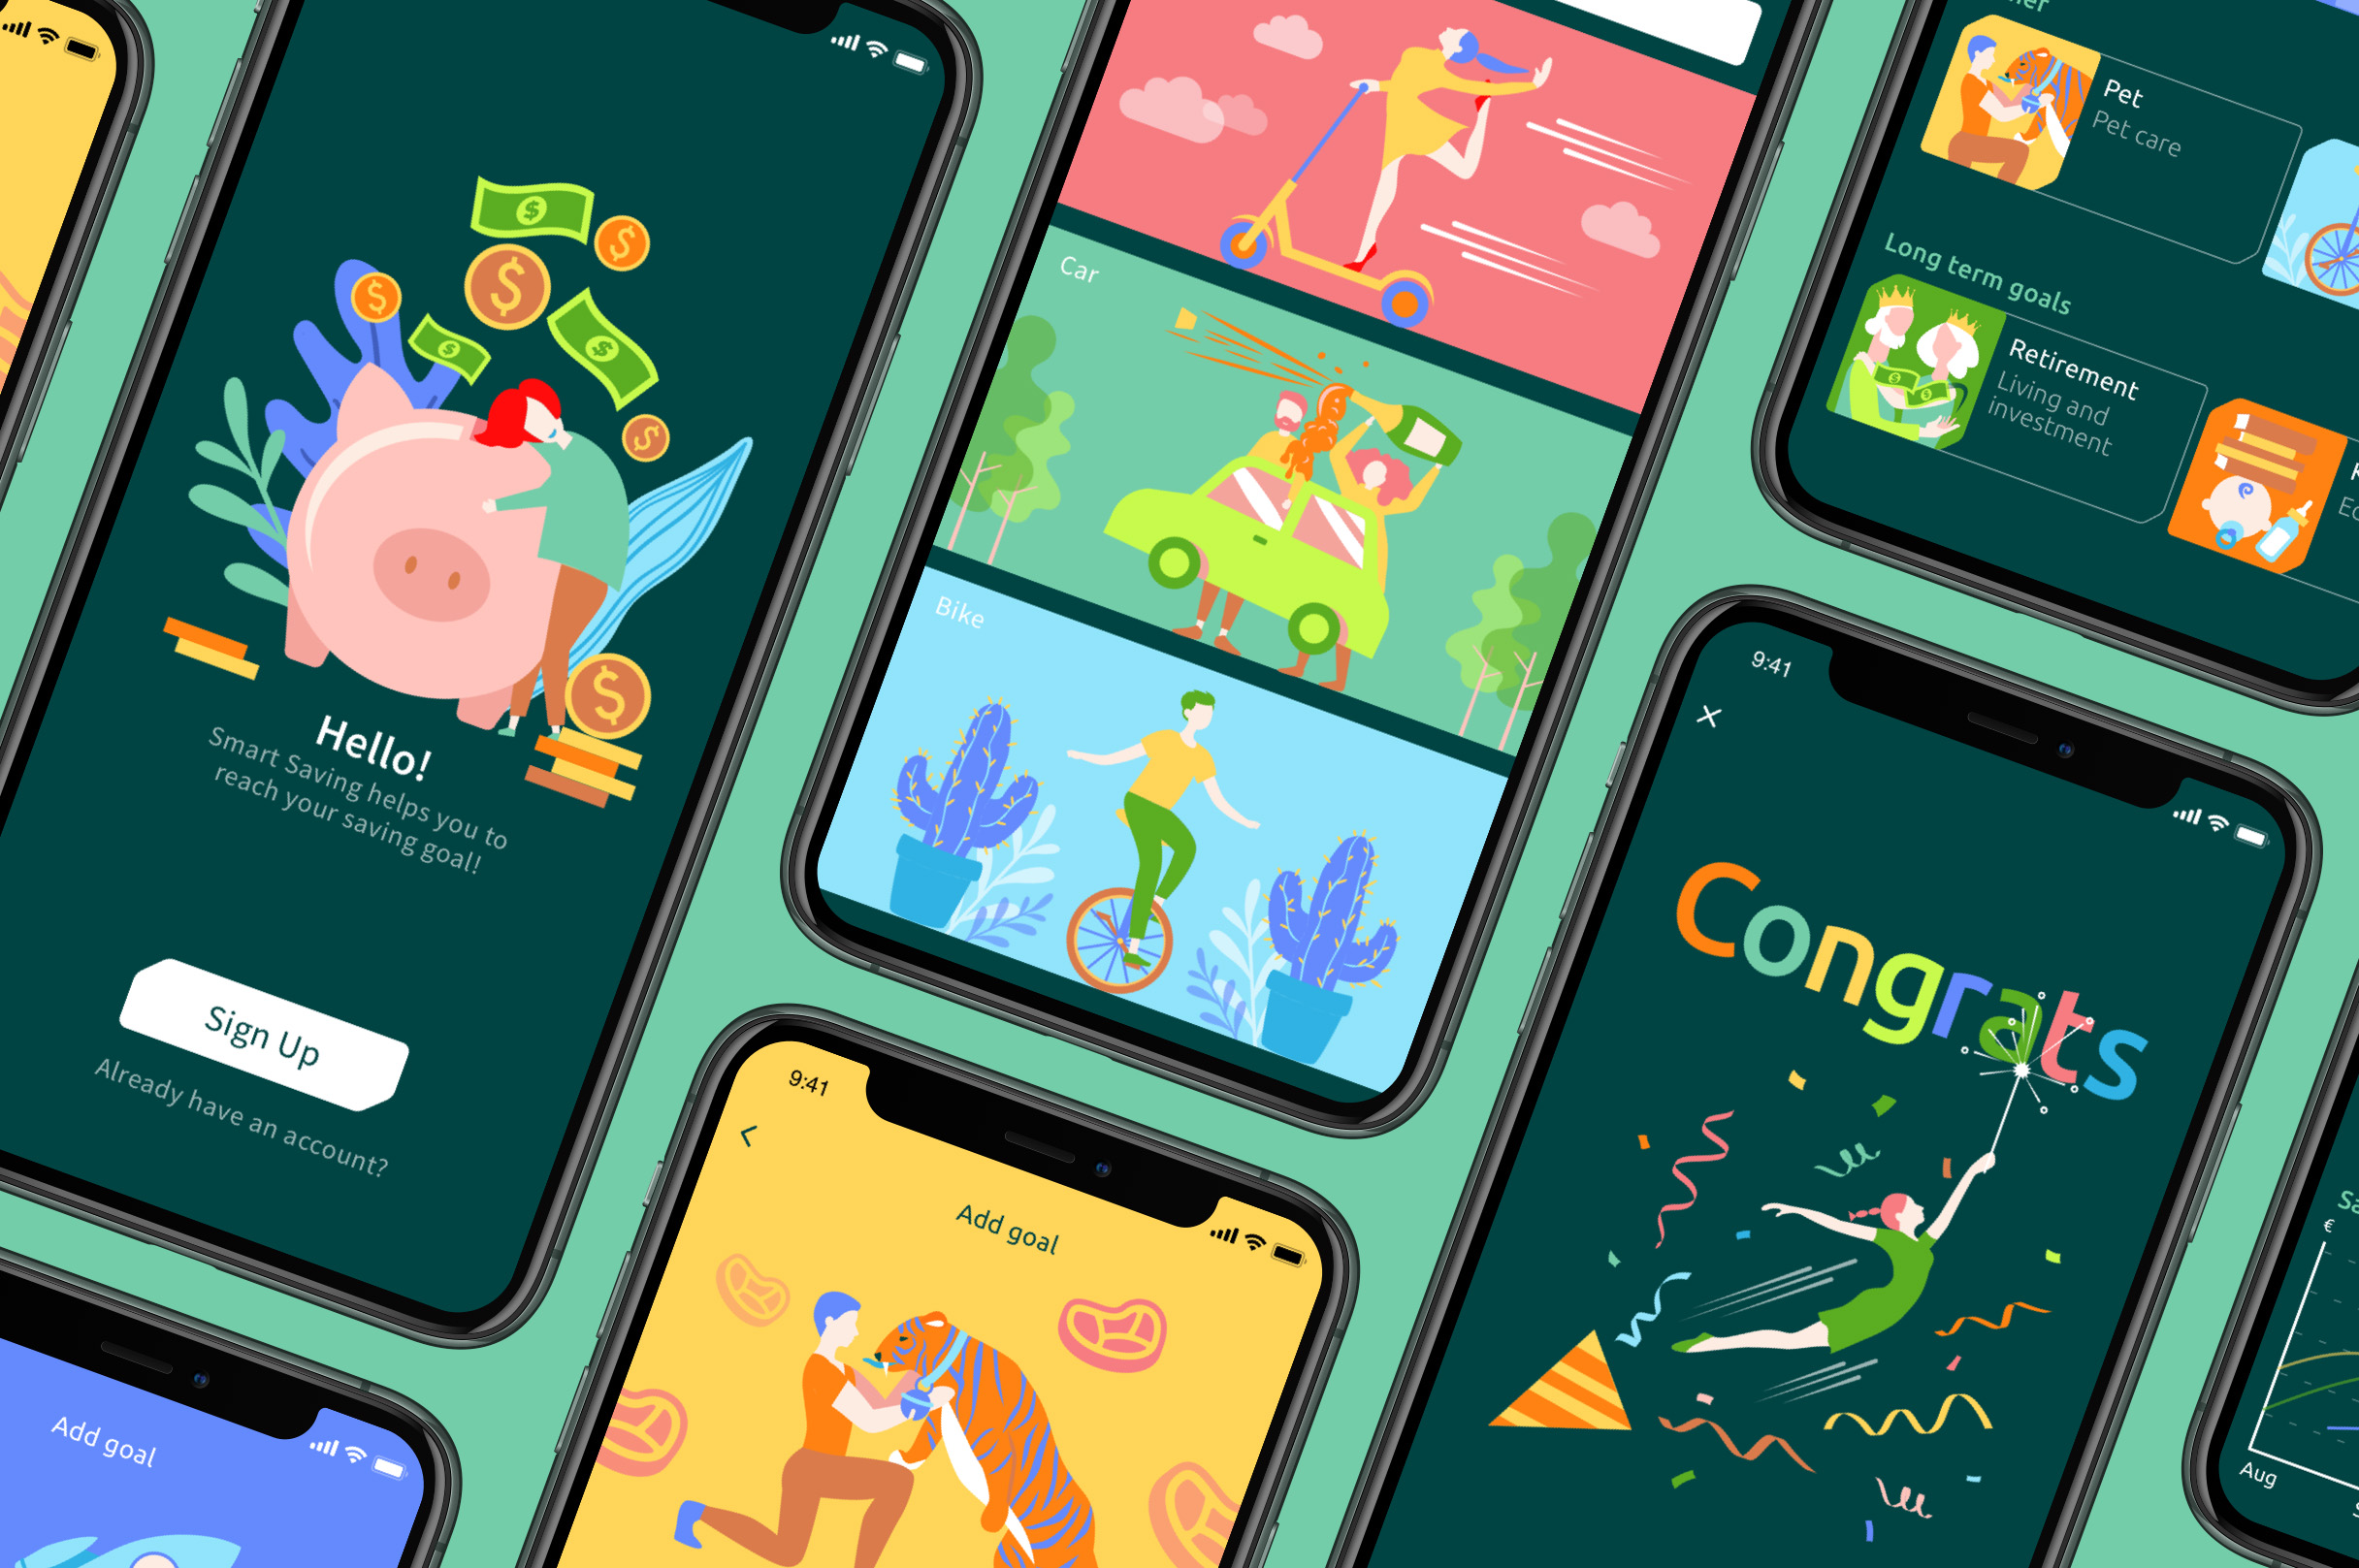 Hello!
Smart Saving helps you to
reach your saving goal!
Sign Up
Already have an account?
Add goal
Car
Bike
9:41
Add goal
Pet
Pet care
Long term goals
Retirement
Living and
investment
9:41
Congrats
€
Aug